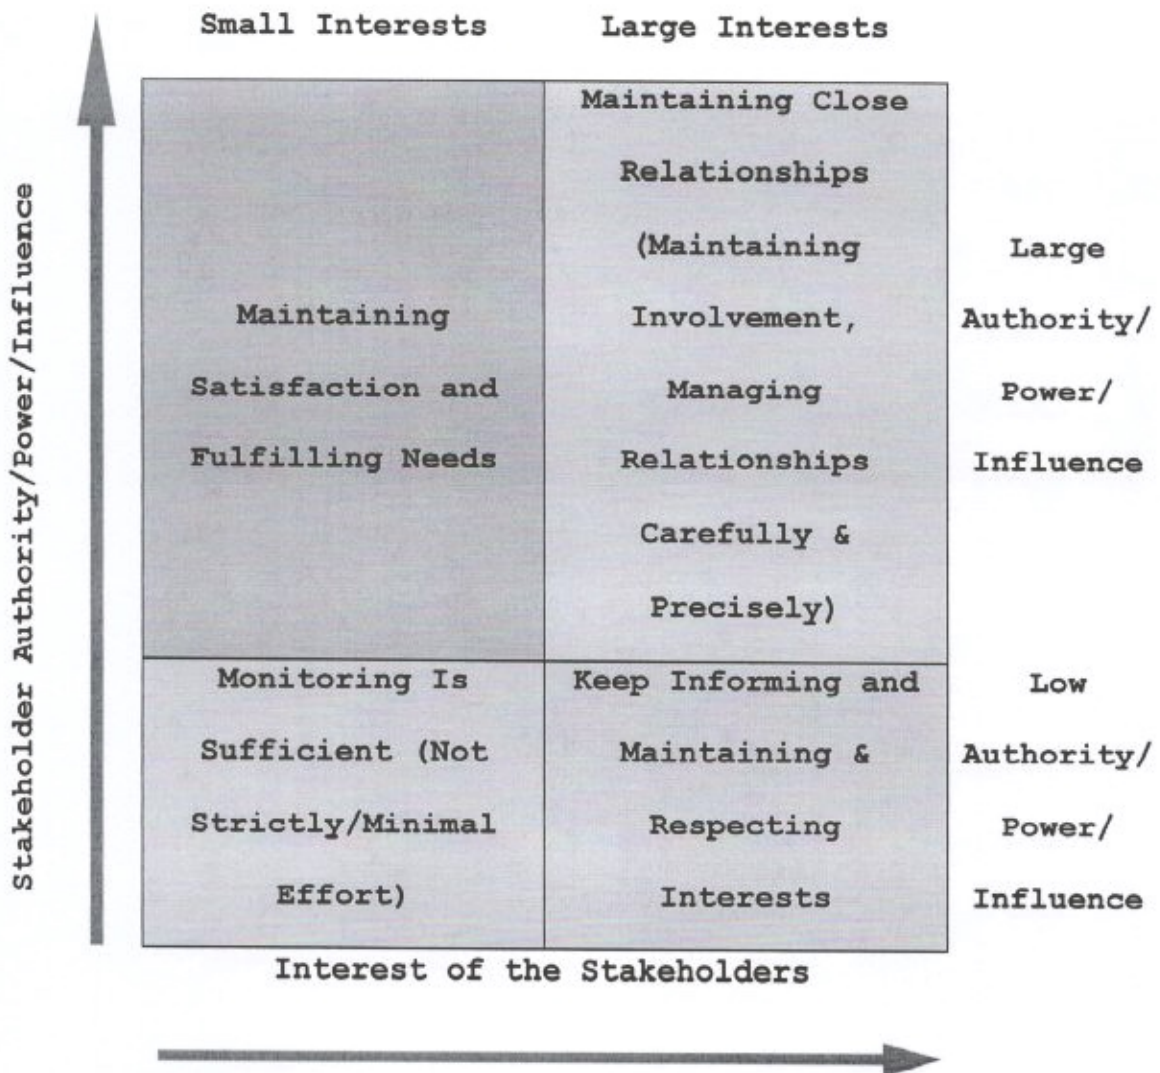 Small Interests
Large Interests
Stakeholder Authority/Power/Influence
Maintaining
Satisfaction and
Fulfilling Needs
Maintaining Close
Relationships
(Maintaining
Involvement,
Managing
Relationships
Carefully &
Precisely)
Large
Authority/
Power/
Influence
Monitoring Is
Sufficient (Not
Strictly/Minimal
Effort)
Keep Informing and
Maintaining &
Respecting
Interests
Low
Authority/
Power/
Influence
Interest of the Stakeholders